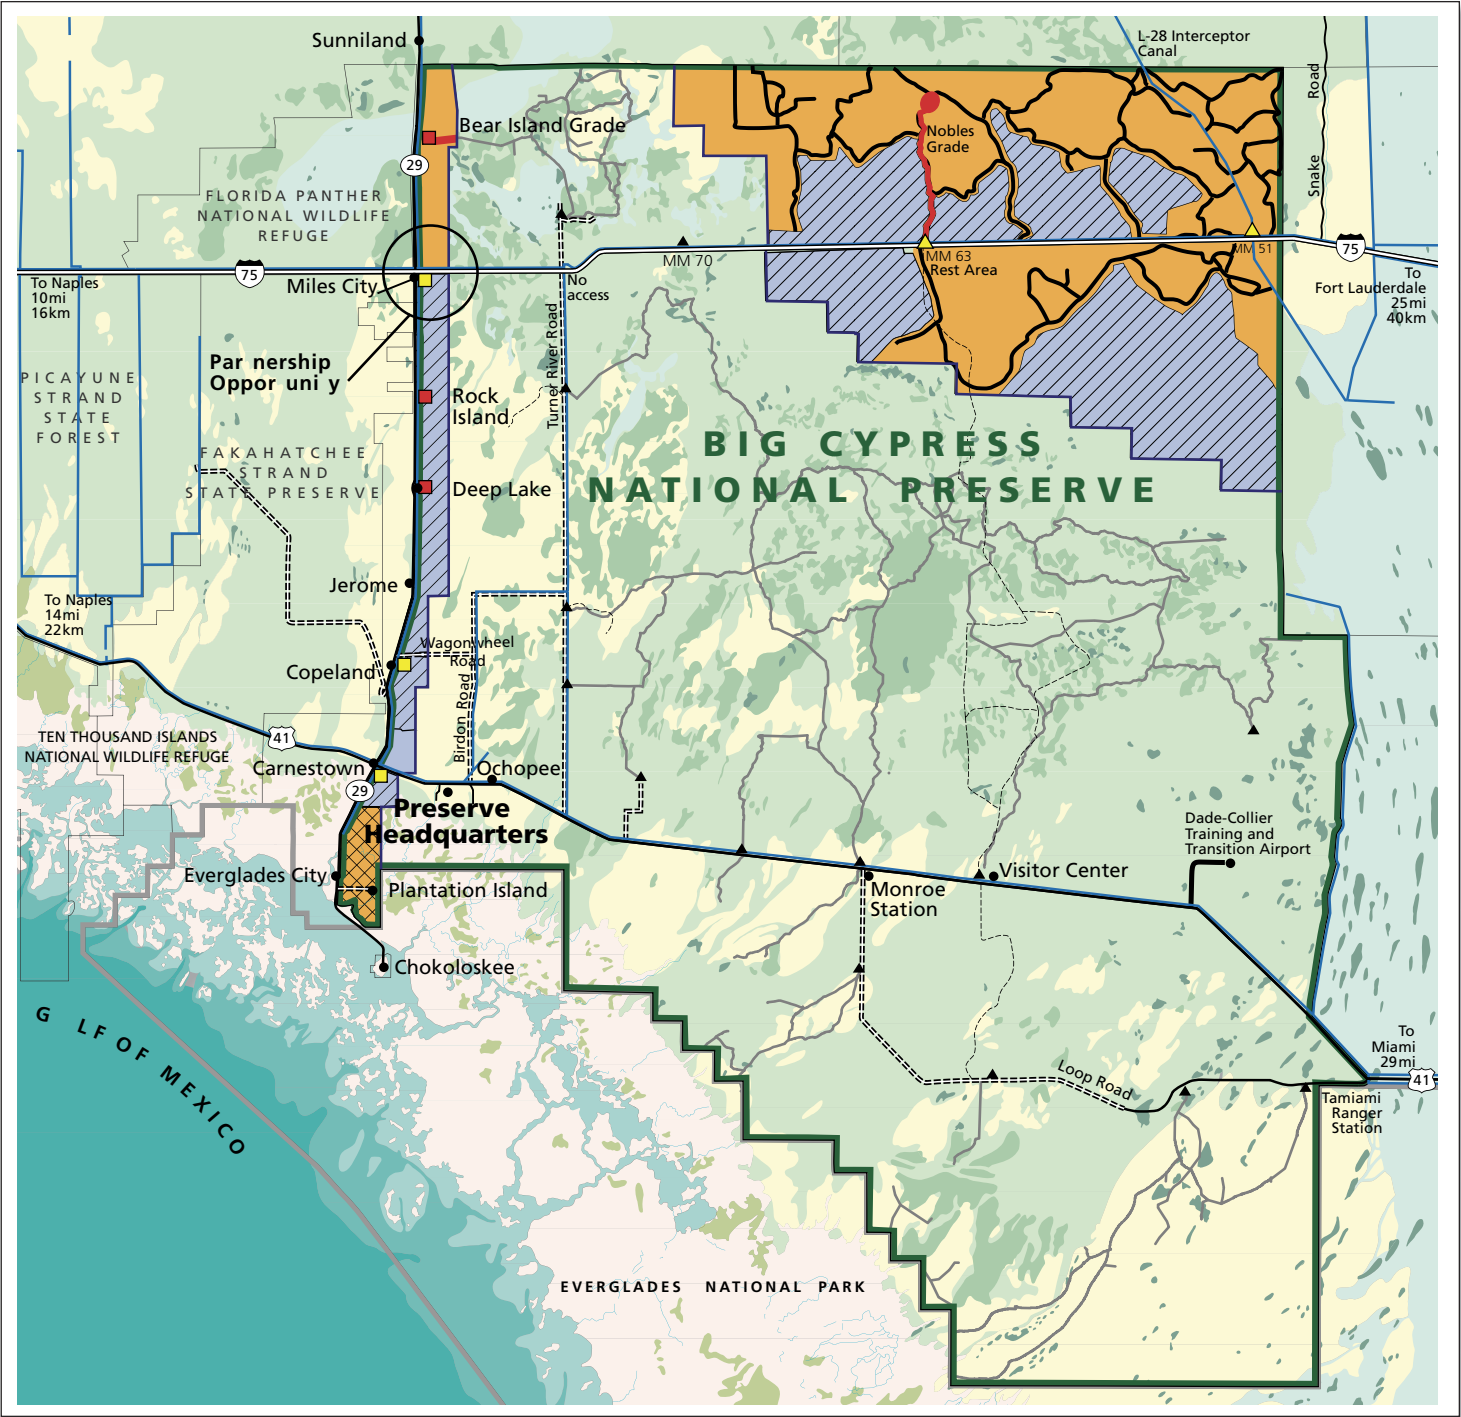 Sunniland
L-28 Interceptor
Canal
Snake Road
Bear Island Grade
Nobles
Grade
29
FLORIDA PANTHER
NATIONAL WILDLIFE
REFUGE
75
MM 70
MM 63
Rest Area
MM 51
75
To Naples
10mi
16km
Miles City
No
access
To
Fort Lauderdale
25mi
40km
Par nership
Oppor uni y
Turner River Road
PICAYUNE
STRAND
STATE
FOREST
Rock
Island
BIG CYPRESS
NATIONAL PRESERVE
FAKAHATCHEE
STRAND
STATE PRESERVE
Deep Lake
Jerome
To Naples
14mi
22km
Wagonwheel
Road
Copeland
Birdon Road
41
TEN THOUSAND ISLANDS
NATIONAL WILDLIFE REFUGE
Carnestown
Ochopee
29
Preserve
Headquarters
Dade-Collier
Training and
Transition Airport
Everglades City
Plantation Island
Monroe
Station
Visitor Center
Chokoloskee
G LF OF MEXICO
To
Miami
29mi
41
Loop Road
Tamiami
Ranger
Station
EVERGLADES NATIONAL PARK